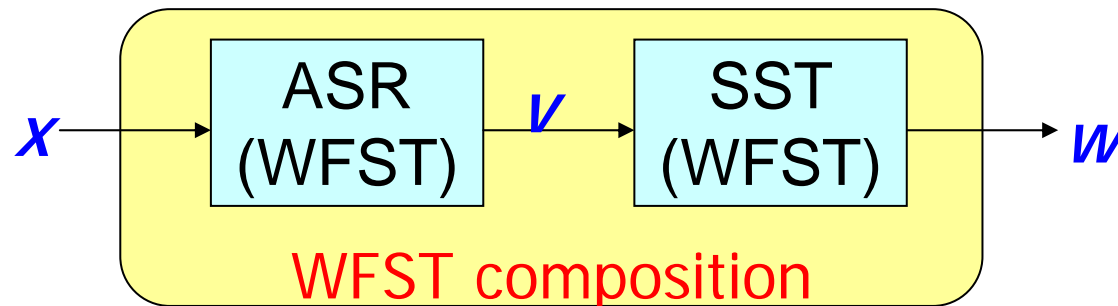 X
ASR
(WFST)
V
SST
(WFST)
W
WFST composition